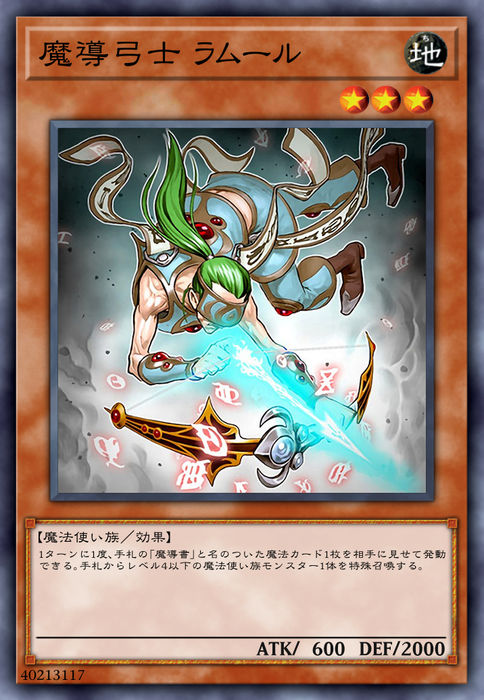 魔導弓士 ラムール
ち
地
【魔法使い族／効果】
1ターンに1度、手札の「魔導書」と名のついた魔法カード1枚を相手に見せて発動
できる。手札からレベル4以下の魔法使い族モンスター1体を特殊召喚する。
ATK/ 600 DEF/2000
40213117